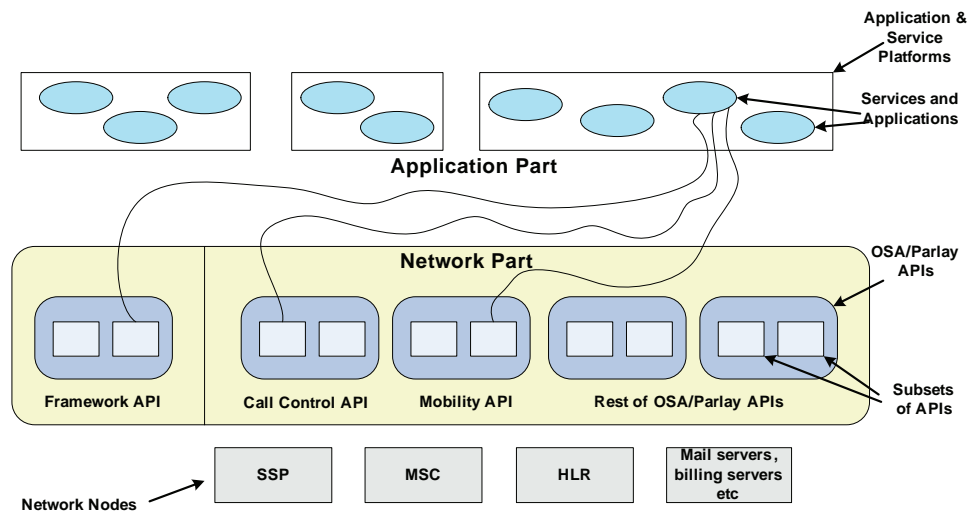 Application &
Service
Platforms
Services and
Applications
Application Part
Network Part
OSA/Parlay
APIs
Framework API
Call Control API
Mobility API
Rest of OSA/Parlay APIs
Subsets
of APIs
SSP
MSC
HLR
Mail servers ,
billing servers
etc
Network Nodes